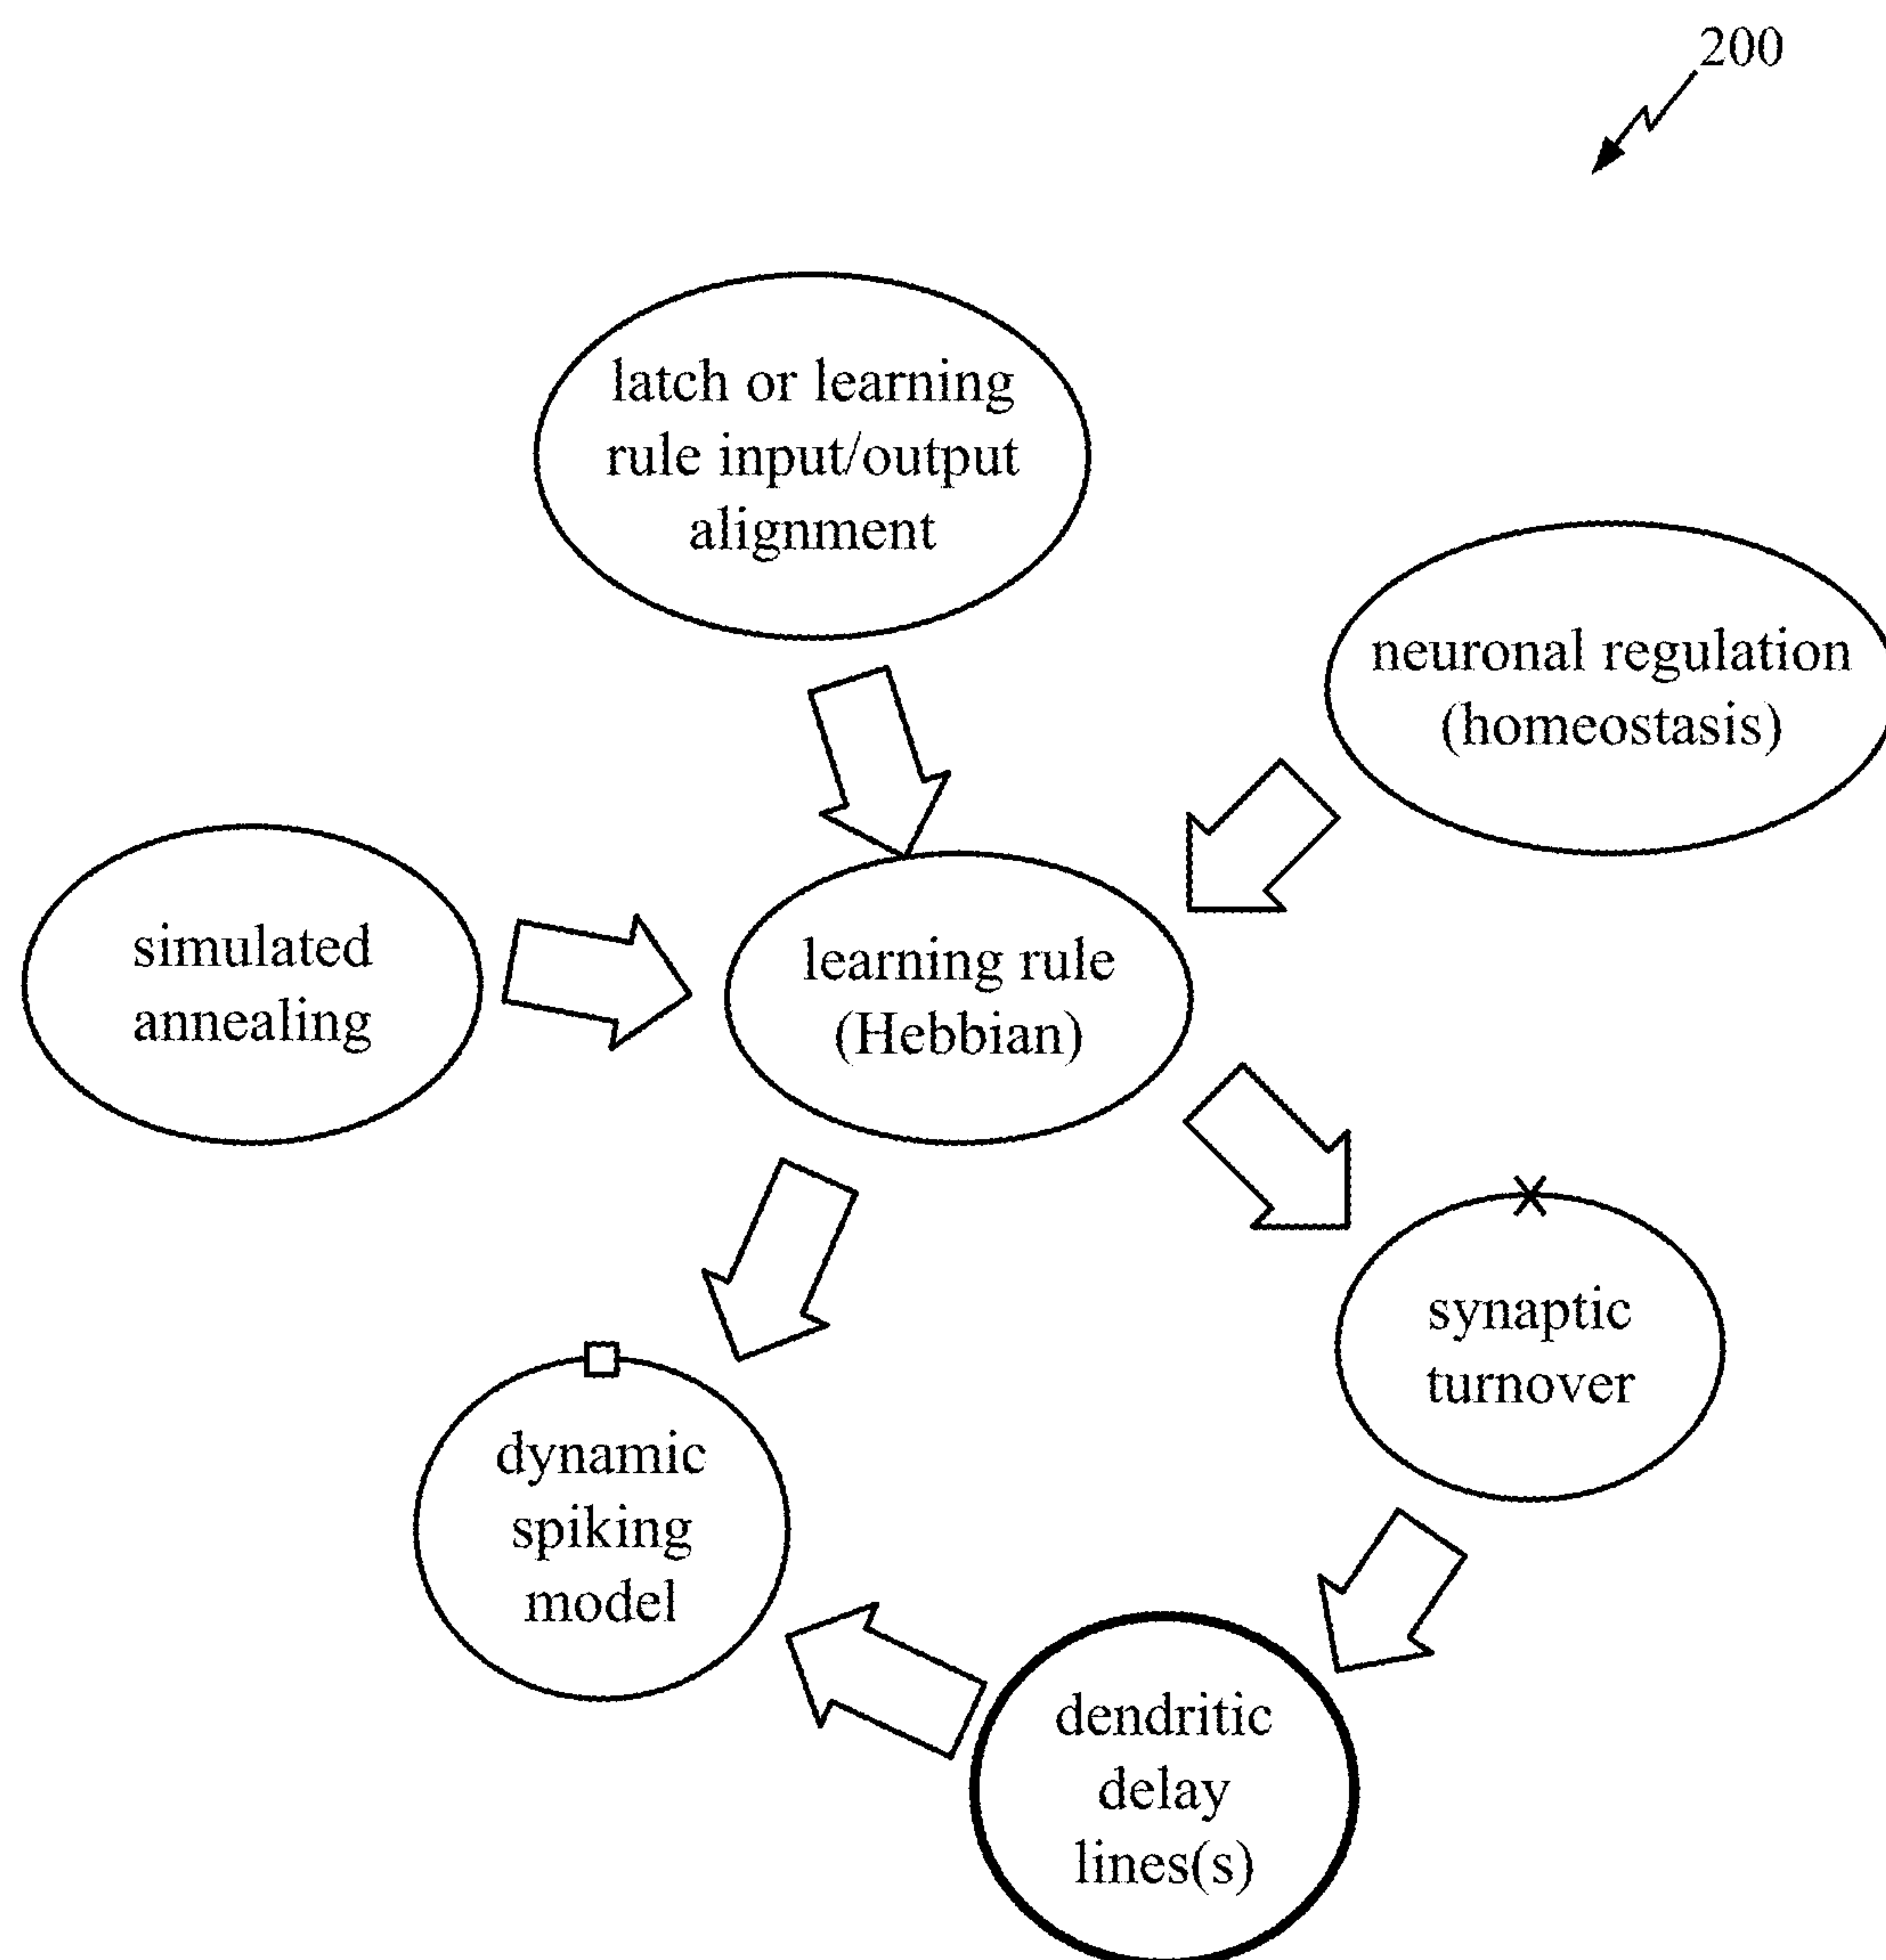 200
latch or learning
rule input/output
alignment
neuronal regulation
(homeostasis)
simulated
annealing
learning rule
(Hebbian)
synaptic
turnover
dynamic
spiking
model
dendritic
delay
lines(s)